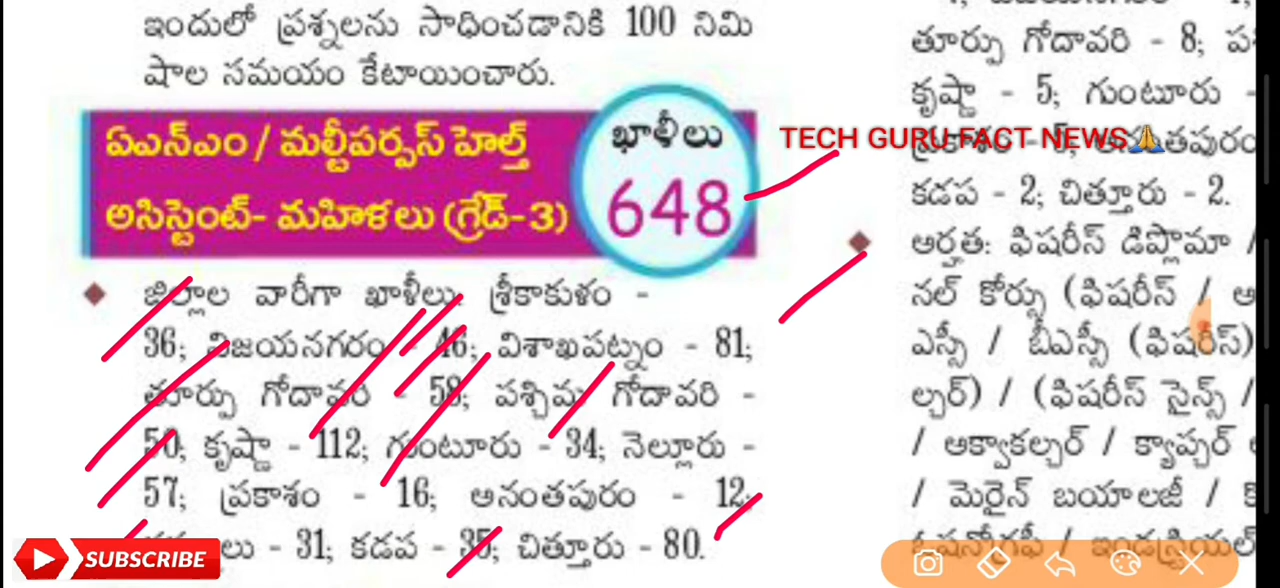 ఇందులో ప్రశ్నలను సాధించడానికి 100 నిమి
షాల సమయం కేటాయించారు.
ఏఎన్ఎం / మల్టీపర్పస్ హెల్త్
అసిస్టెంట్- మహిళలు (గ్రేడ్-3)
ఖాళీలు
648
జిల్లాల వారీగా ఖాళీలు: శ్రీకాకుళం -
36; విజయనగరం - 46; విశాఖపట్నం - 81;
తూర్పు గోదావరి - 58; పశ్చిమ గోదావరి -
50; కృష్ణా - 112; గుంటూరు - 34; నెల్లూరు -
57; ప్రకాశం - 16; అనంతపురం - 12;
- 31; కడప - 35; చిత్తూరు - 80.
SUBSCRIBE
తూర్పు గోదావరి - 8;
కృష్ణా - 5; గుంటూరు -
TECH GURU FACT NEWS🙏
కడప - 2; చిత్తూరు - 2.
అర్హత: ఫిషరీస్ డిప్లొమా /
నల్ కోర్సు (ఫిషరీస్ /
ఎస్సీ / బీఎస్సీ (ఫిషరీస్)
ల్చర్) / (ఫిషరీస్ సైన్స్ /
/ ఆక్వాకల్చర్ / క్యాప్చర్
/ మెరైన్ బయాలజీ /